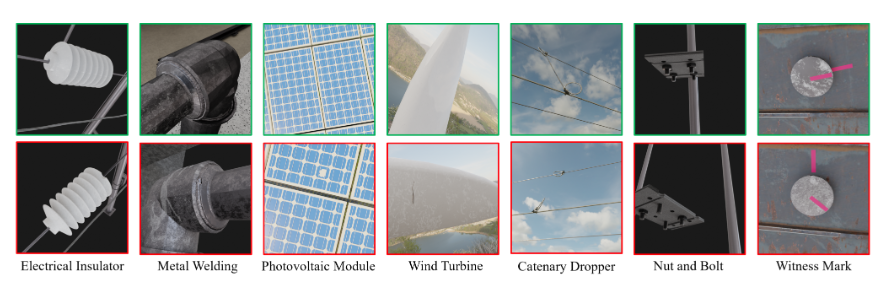 Electrical Insulator
Metal Welding
Photovoltaic Module
Wind Turbine
Catenary Dropper
Nut and Bolt
Witness Mark